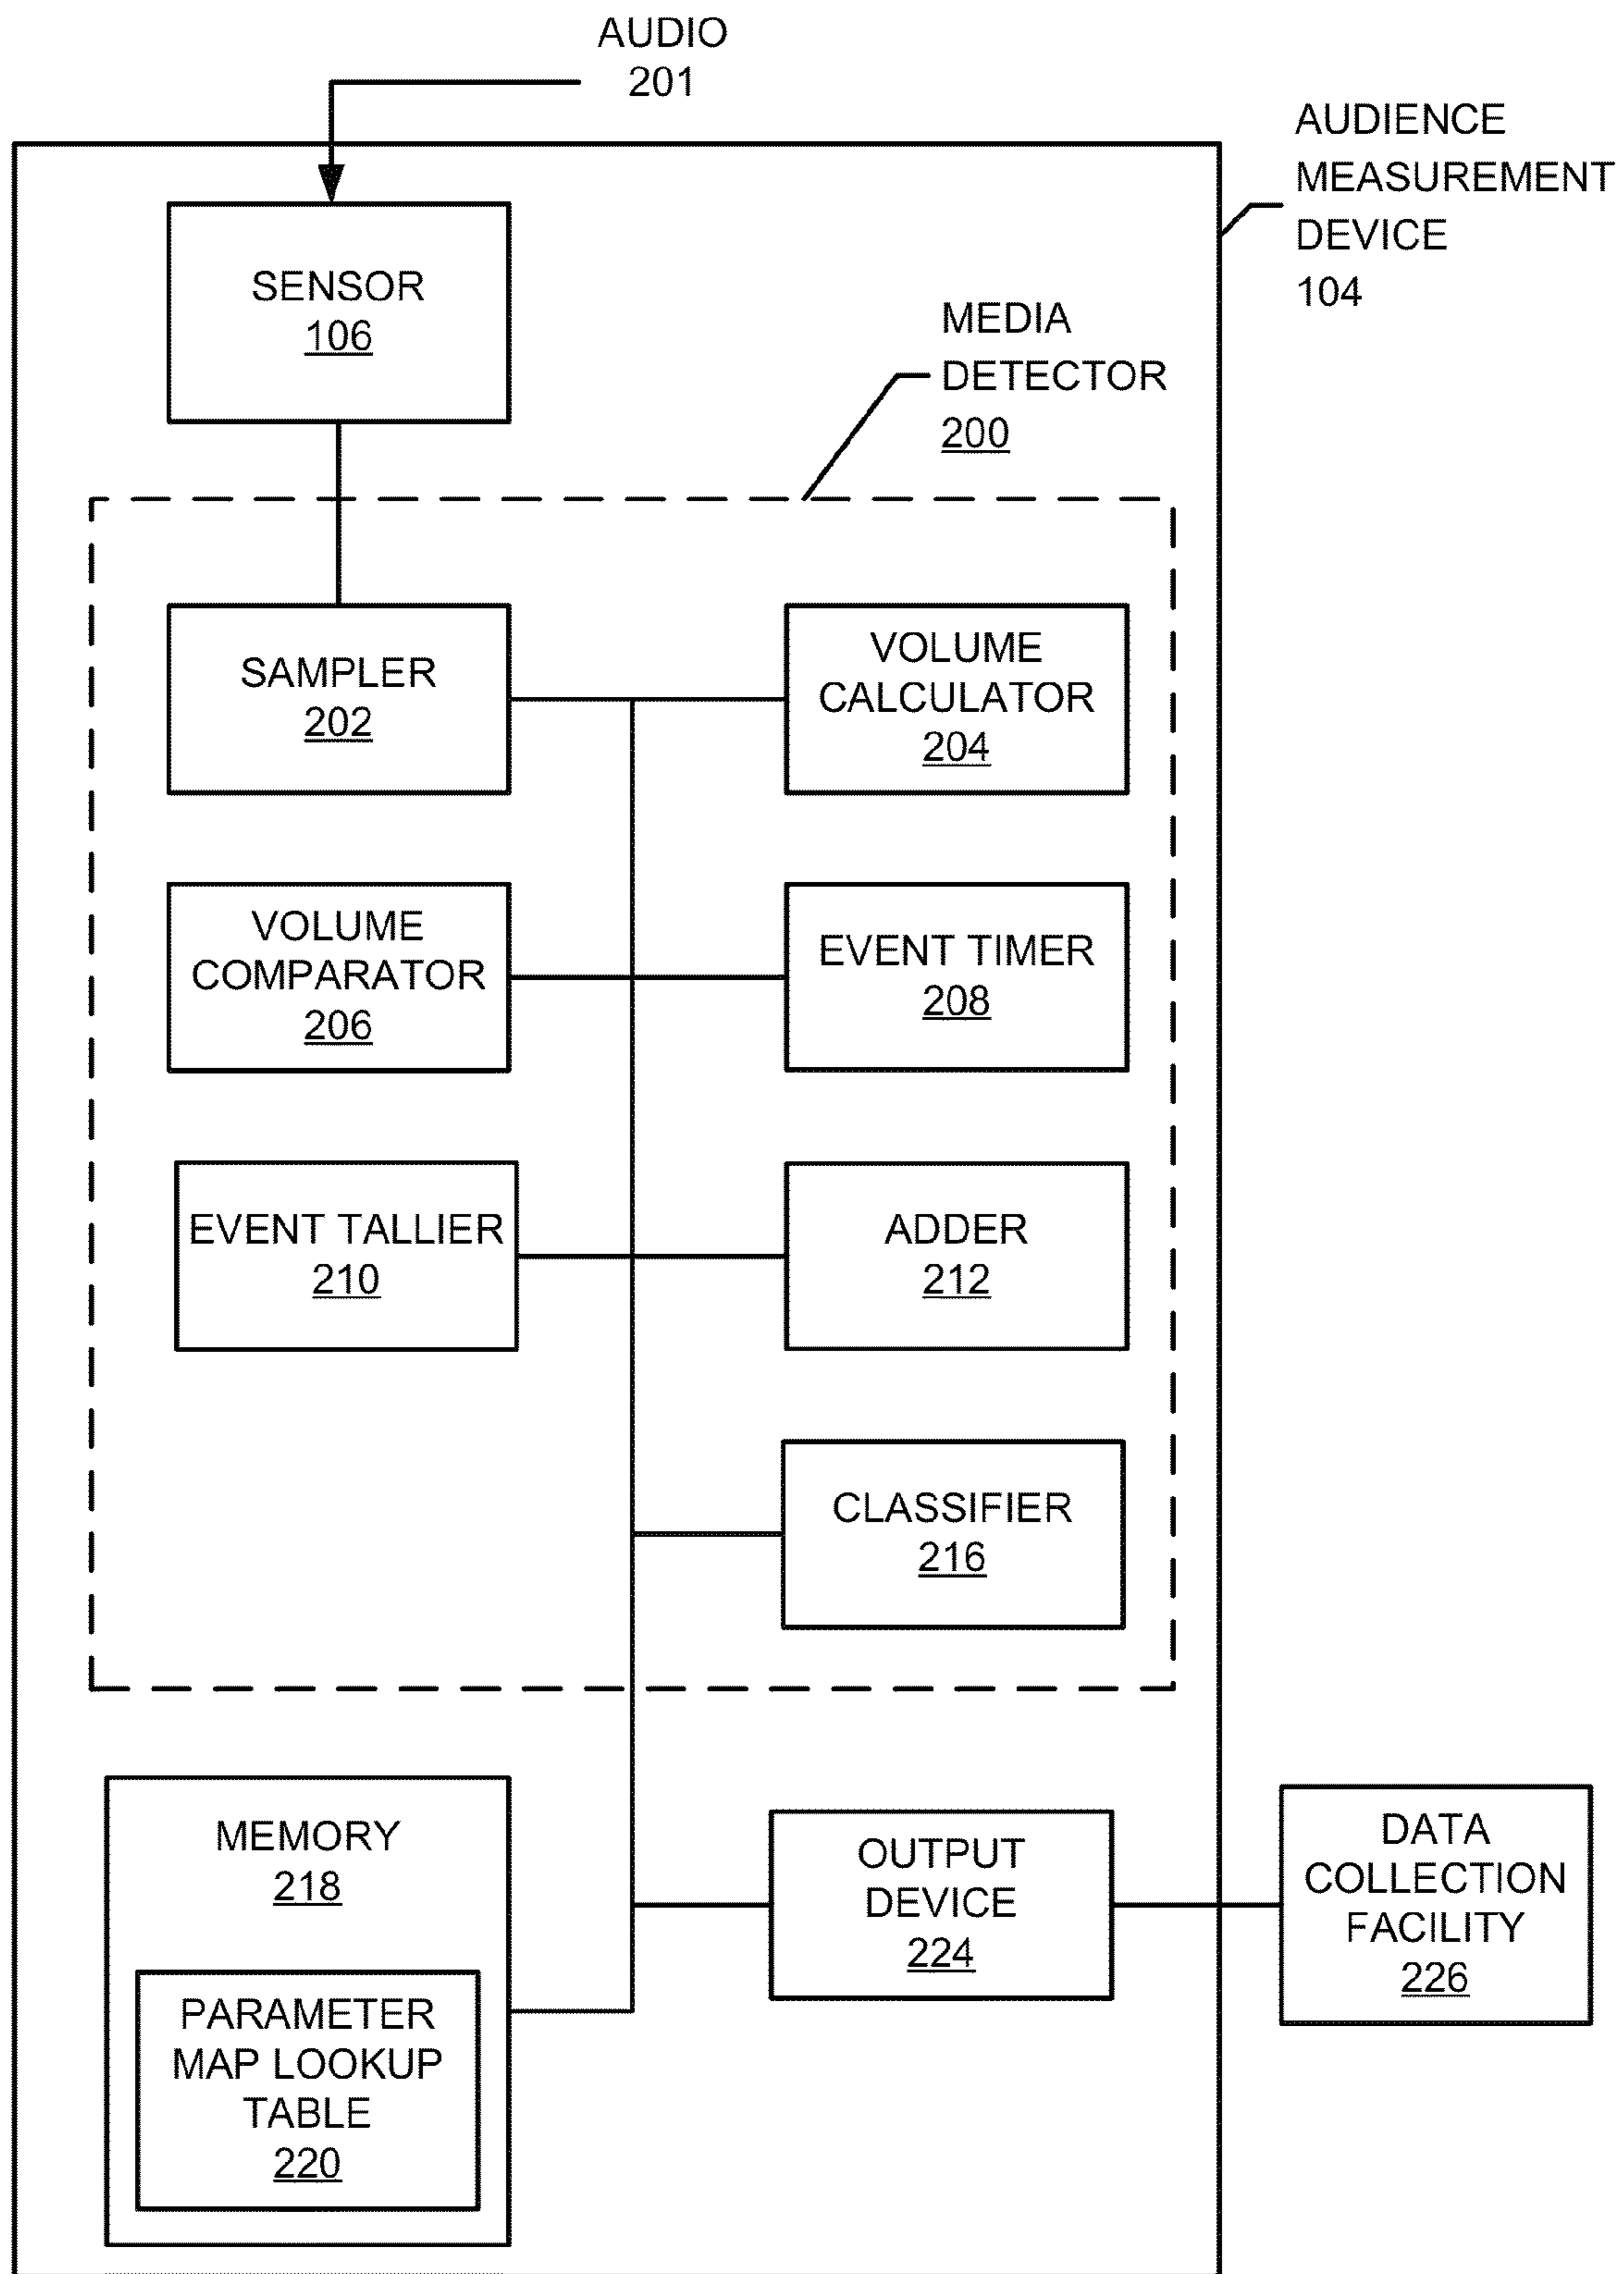 AUDIO
201
AUDIENCE
MEASUREMENT
DEVICE
104
SENSOR
106
MEDIA
DETECTOR
200
SAMPLER
202
VOLUME
CALCULATOR
204
VOLUME
COMPARATOR
206
EVENT TIMER
208
EVENT TALLIER
210
ADDER
212
CLASSIFIER
216
MEMORY
218
PARAMETER
MAP LOOKUP
TABLE
220
OUTPUT
DEVICE
224
DATA
COLLECTION
FACILITY
226